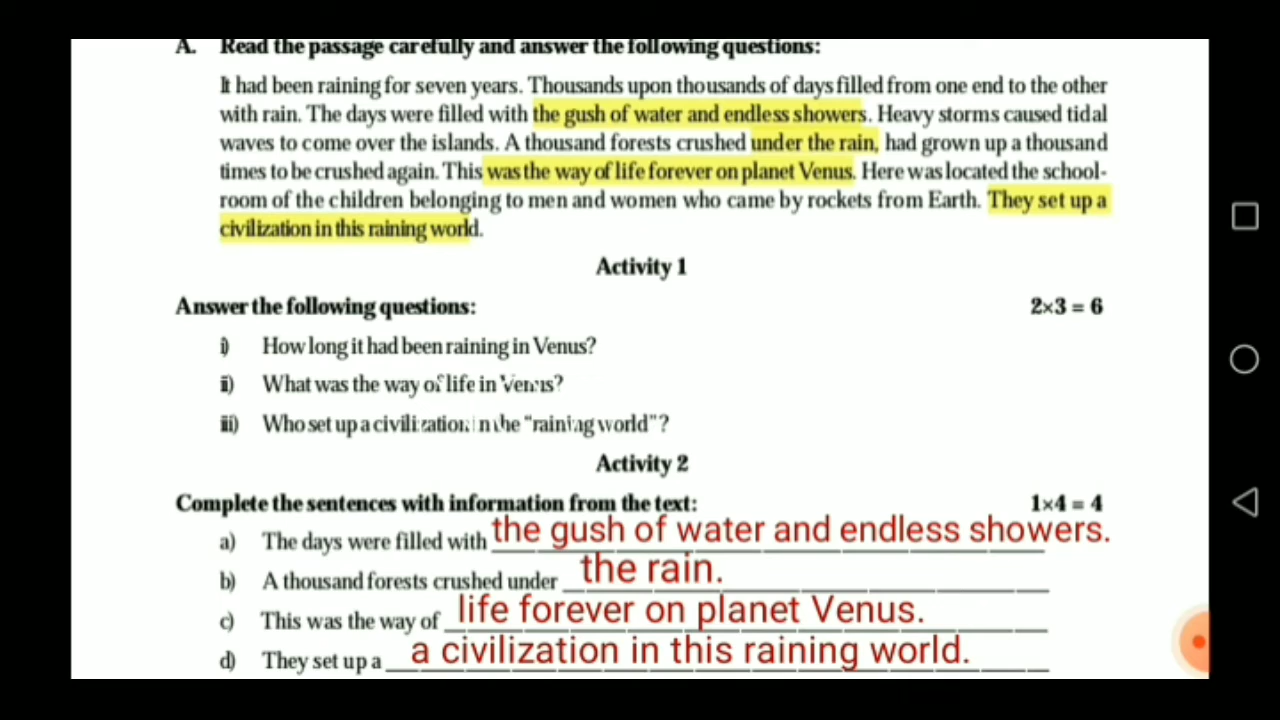 A. Read the passage carefully and answer the following questions:
It had been raining for seven years. Thousands upon thousands of days filled from one end to the other
with rain. The days were filled with the gush of water and endless showers. Heavy storms caused tidal
waves to come over the islands. A thousand forests crushed under the rain, had grown up a thousand
times to be crushed again. This was the way of life forever on planet Venus. Here was located the school-
room of the children belonging to men and women who came by rockets from Earth. They set up a
civilization in this raining world.
Activity 1
Answer the following questions: 2×3 = 6
i) How long it had been raining in Venus?
ii) What was the way of life in Venus?
iii) Who set up a civilization in the "raining world"?
Activity 2
Complete the sentences with information from the text: 1×4 = 4
a) The days were filled with the gush of water and endless showers.
b) A thousand forests crushed under the rain.
c) This was the way of life forever on planet Venus.
d) They set up a a civilization in this raining world.